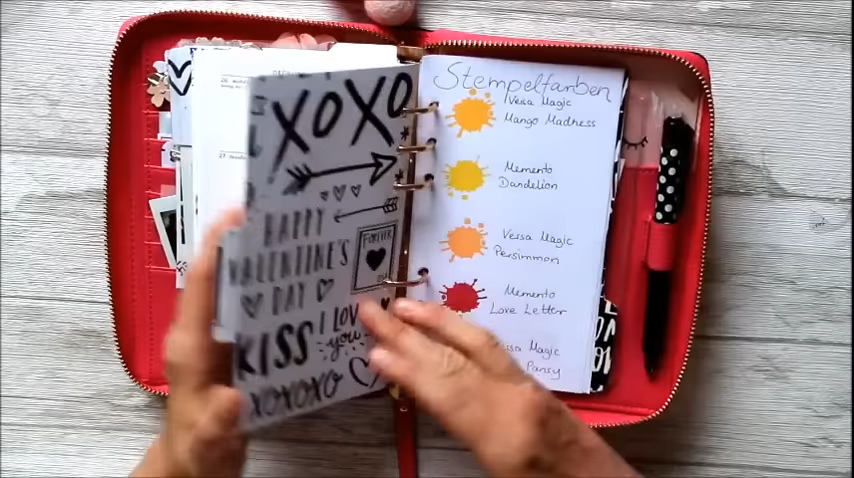 XOXO
HAPPY
VALENTINE'S
DAY
FOREVER
KISS
I LOVE
you
XOXOXO
Stempelfarben
Versa Magic
Mango Madness
Memento
Dandelion
Versa Magic
Persimmon
Memento
Love Letter
Magic
Pansy